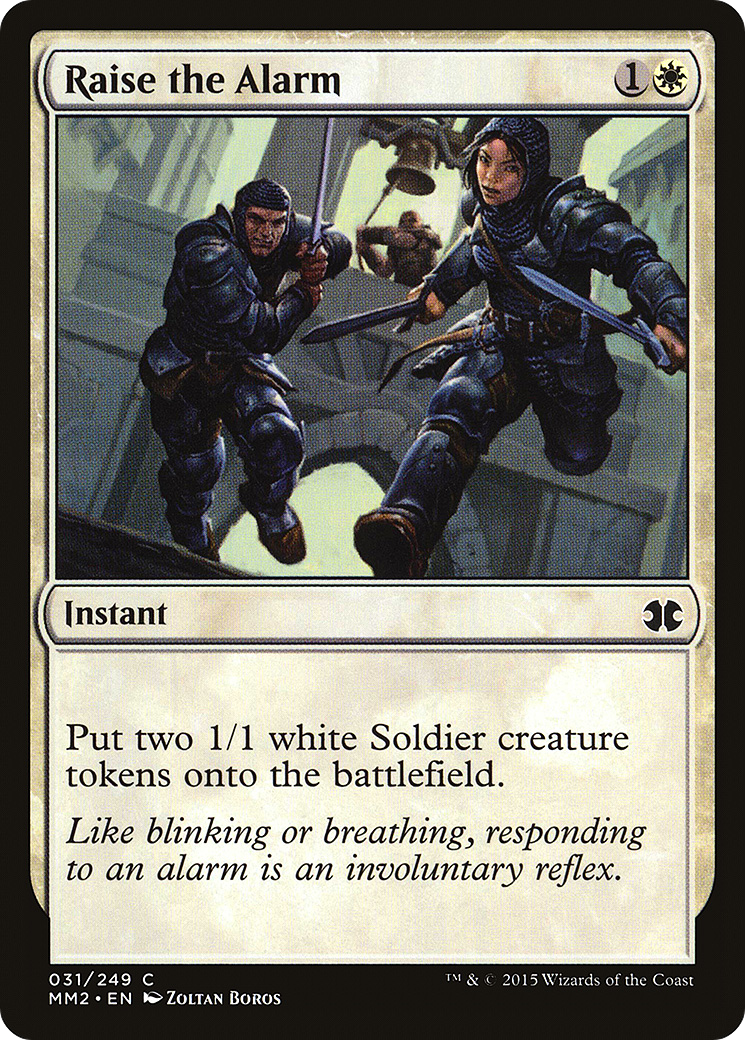 Raise the Alarm 1
Instant
Put two 1/1 white Soldier creature
tokens onto the battlefield.
Like blinking or breathing, responding
to an alarm is an involuntary reflex.
031/249 C
™ & © 2015 Wizards of the Coast
MM2 • EN Zoltan Boros